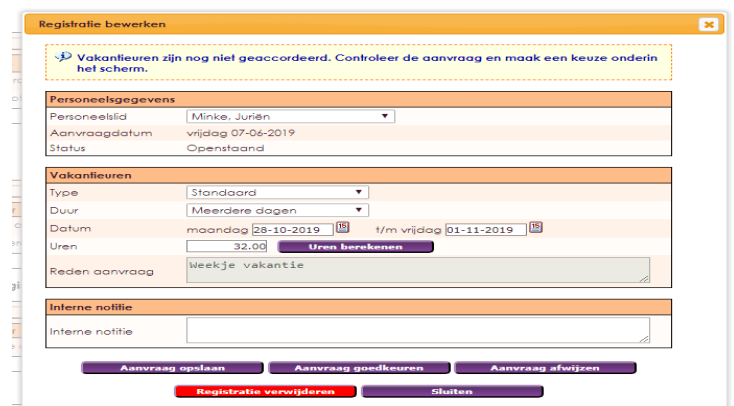 Registratie bewerken
Vakantieuren zijn nog niet geaccordeerd. Controleer de aanvraag en maak een keuze onderin
het scherm.
Personeelsgegevens
Personeelslid Minke, Juriën
Aanvraagdatum vrijdag 07-06-2019
Status Openstaand
Vakantieuren
Type Standaard
Duur Meerdere dagen
Datum maandag 28-10-2019 15 t/m vrijdag 01-11-2019 15
Uren 32.00 Uren berekenen
Reden aanvraag Weekje vakantie
Interne notitie
Interne notitie
Aanvraag opslaan Aanvraag goedkeuren Aanvraag afwijzen
Registratie verwijderen Sluiten